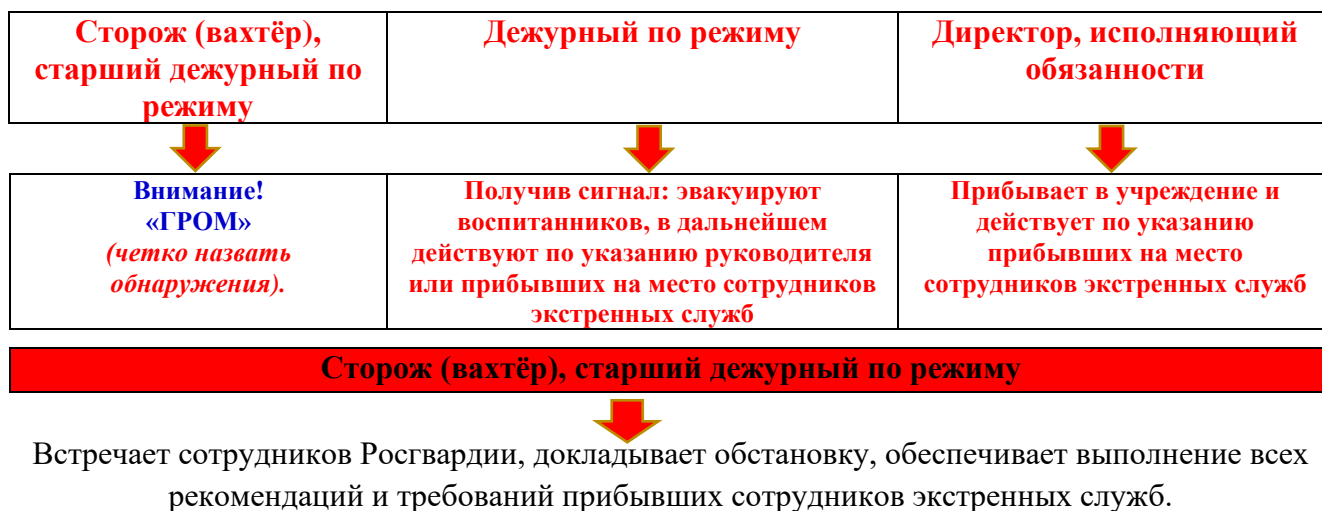 Сторож (вахтёр),
старший дежурный по
режиму
Дежурный по режиму
Директор, исполняющий
обязанности
Внимание!
«ГРОМ»
(четко назвать
обнаружения).
Получив сигнал: эвакуируют
воспитанников, в дальнейшем
действуют по указанию руководителя
или прибывших на место сотрудников
экстренных служб
Прибывает в учреждение и
действует по указанию
прибывших на место
сотрудников экстренных служб
Сторож (вахтёр), старший дежурный по режиму
Встречает сотрудников Росгвардии, докладывает обстановку, обеспечивает выполнение всех
рекомендаций и требований прибывших сотрудников экстренных служб.